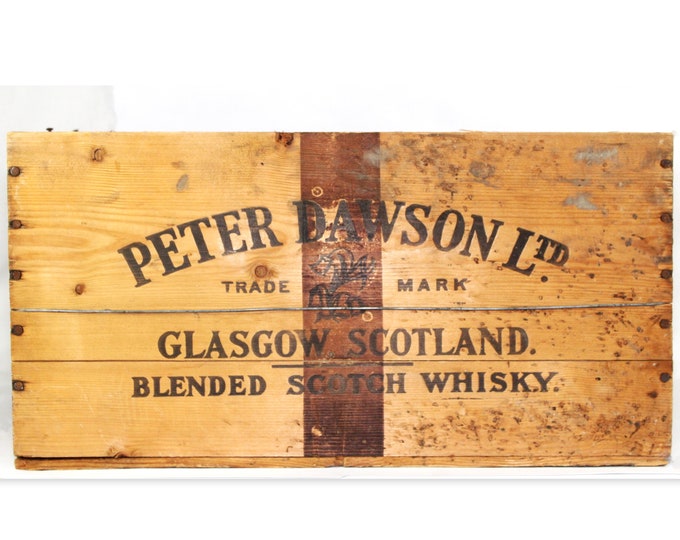 PETER DAWSON LTD.
TRADE MARK
GLASGOW SCOTLAND.
BLENDED SCOTCH WHISKY.